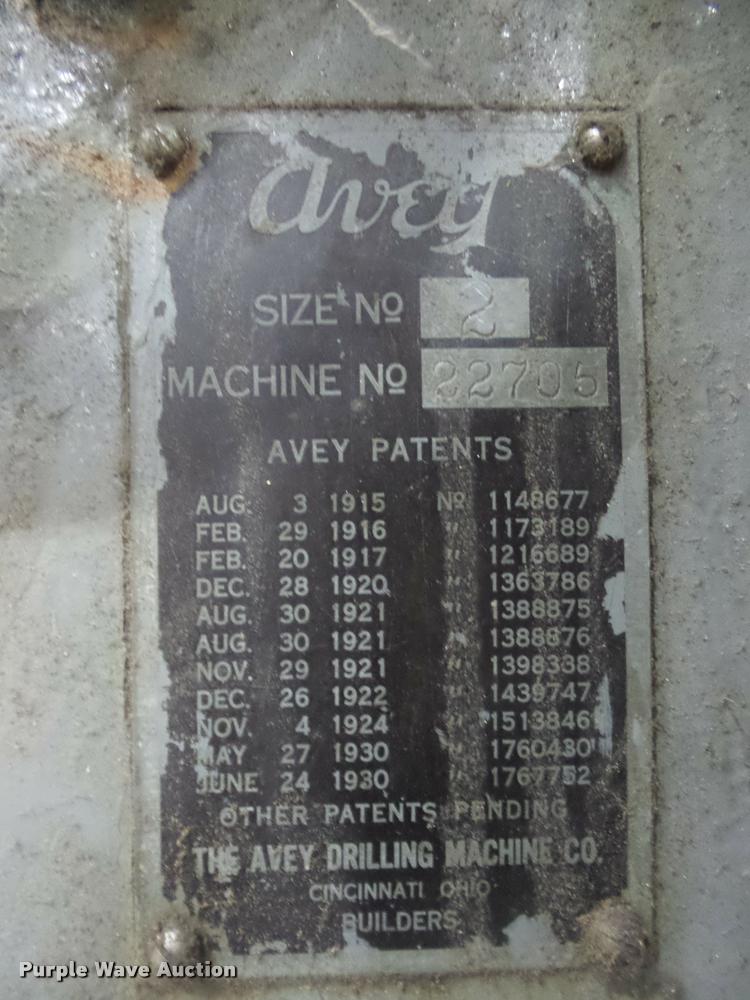 Avey
SIZE NO 2
MACHINE NO 22705
AVEY PATENTS
AUG. 3 1915 NO 1148677
FEB. 29 1916 " 1173189
FEB. 20 1917 " 1216689
DEC. 28 1920 " 1363786
AUG. 30 1921 " 1388875
AUG. 30 1921 " 1388876
NOV. 29 1921 " 1398338
DEC. 26 1922 " 1439747
NOV. 4 1924 " 1513846
MAY 27 1930 " 1760430
JUNE 24 1930 " 1767752
OTHER PATENTS PENDING
THE AVEY DRILLING MACHINE CO.
CINCINNATI OHIO
BUILDERS
Purple Wave Auction